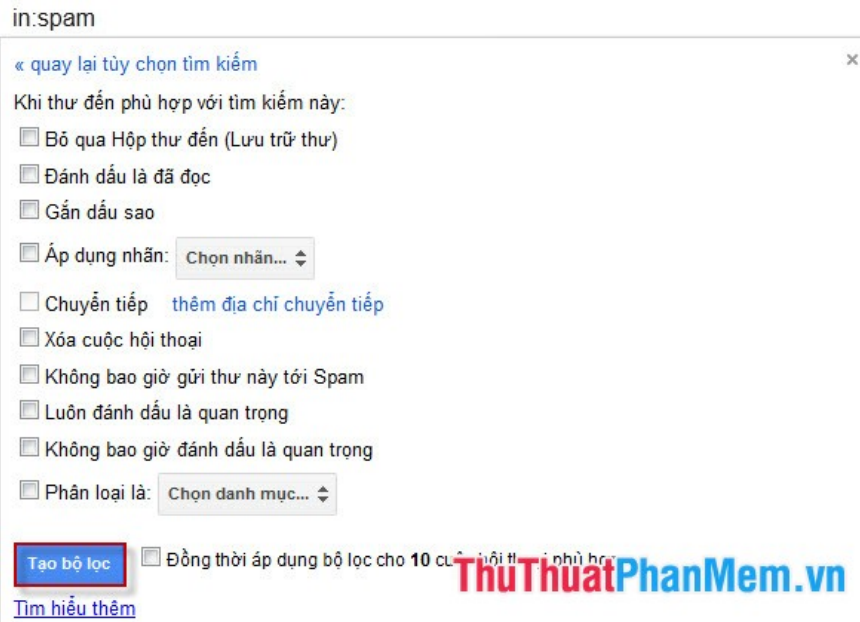 in:spam
« quay lại tùy chọn tìm kiếm
×
Khi thư đến phù hợp với tìm kiếm này:
Bỏ qua Hộp thư đến (Lưu trữ thư)
Đánh dấu là đã đọc
Gắn dấu sao
Áp dụng nhãn: Chọn nhãn...
Chuyển tiếp thêm địa chỉ chuyển tiếp
Xóa cuộc hội thoại
Không bao giờ gửi thư này tới Spam
Luôn đánh dấu là quan trọng
Không bao giờ đánh dấu là quan trọng
Phân loại là: Chọn danh mục...
Tạo bộ lọc Đồng thời áp dụng bộ lọc cho 10
ThuThuatPhanMem.vn
Tìm hiểu thêm